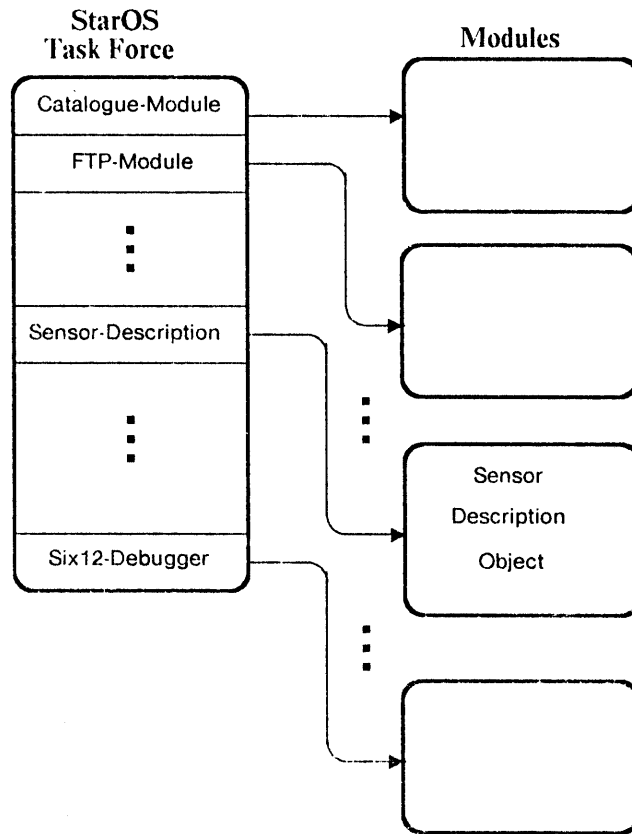 StarOS
Task Force
Modules
Catalogue-Module
FTP-Module
Sensor-Description
Six12-Debugger
Sensor
Description
Object